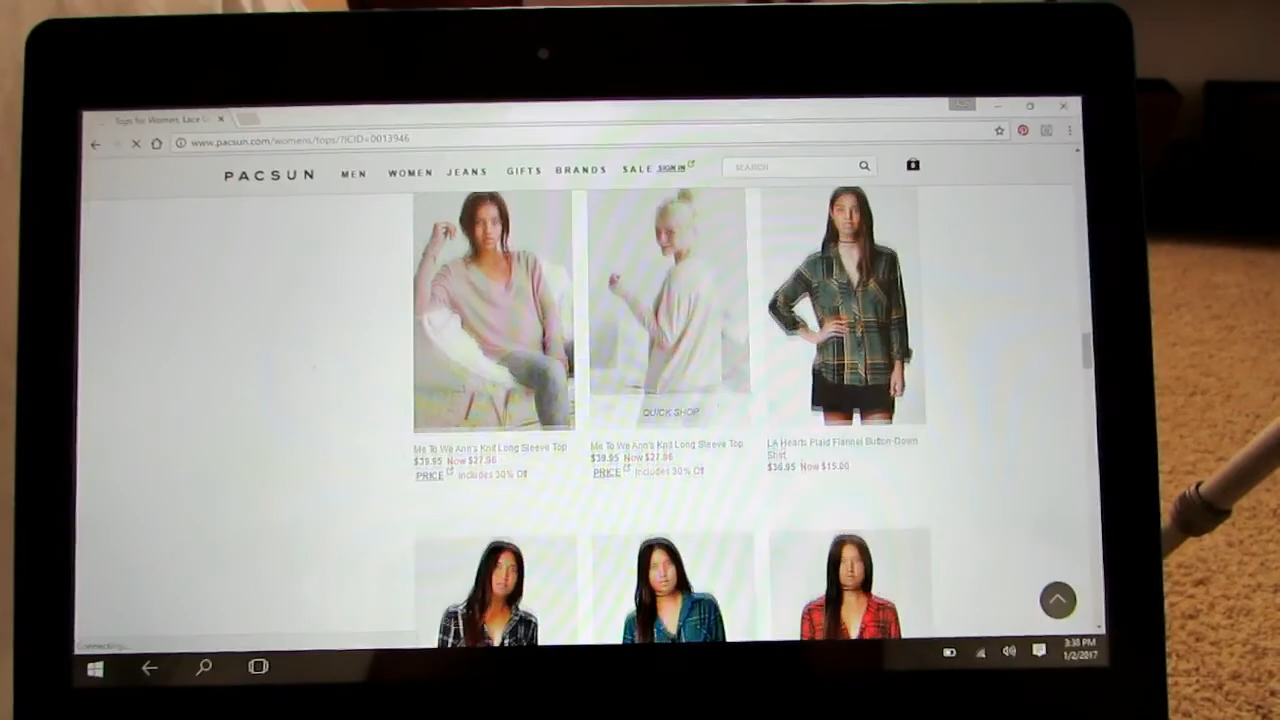 Tops for Women, Lace
www.pacsun.com/womens/tops/?ICID=0013946
PACSUN MEN WOMEN JEANS GIFTS BRANDS SALE SIGN IN SEARCH
QUICK SHOP
Me To We Ann's Knit Long Sleeve Top
$39.95 Now $27.96
PRICE Includes 30% Off
Me To We Ann's Knit Long Sleeve Top
$39.95 Now $27.96
PRICE Includes 30% Off
LA Hearts Plaid Flannel Button-Down
Shirt
$36.95 Now $15.00
Connecting...
3:38 PM
1/2/2017